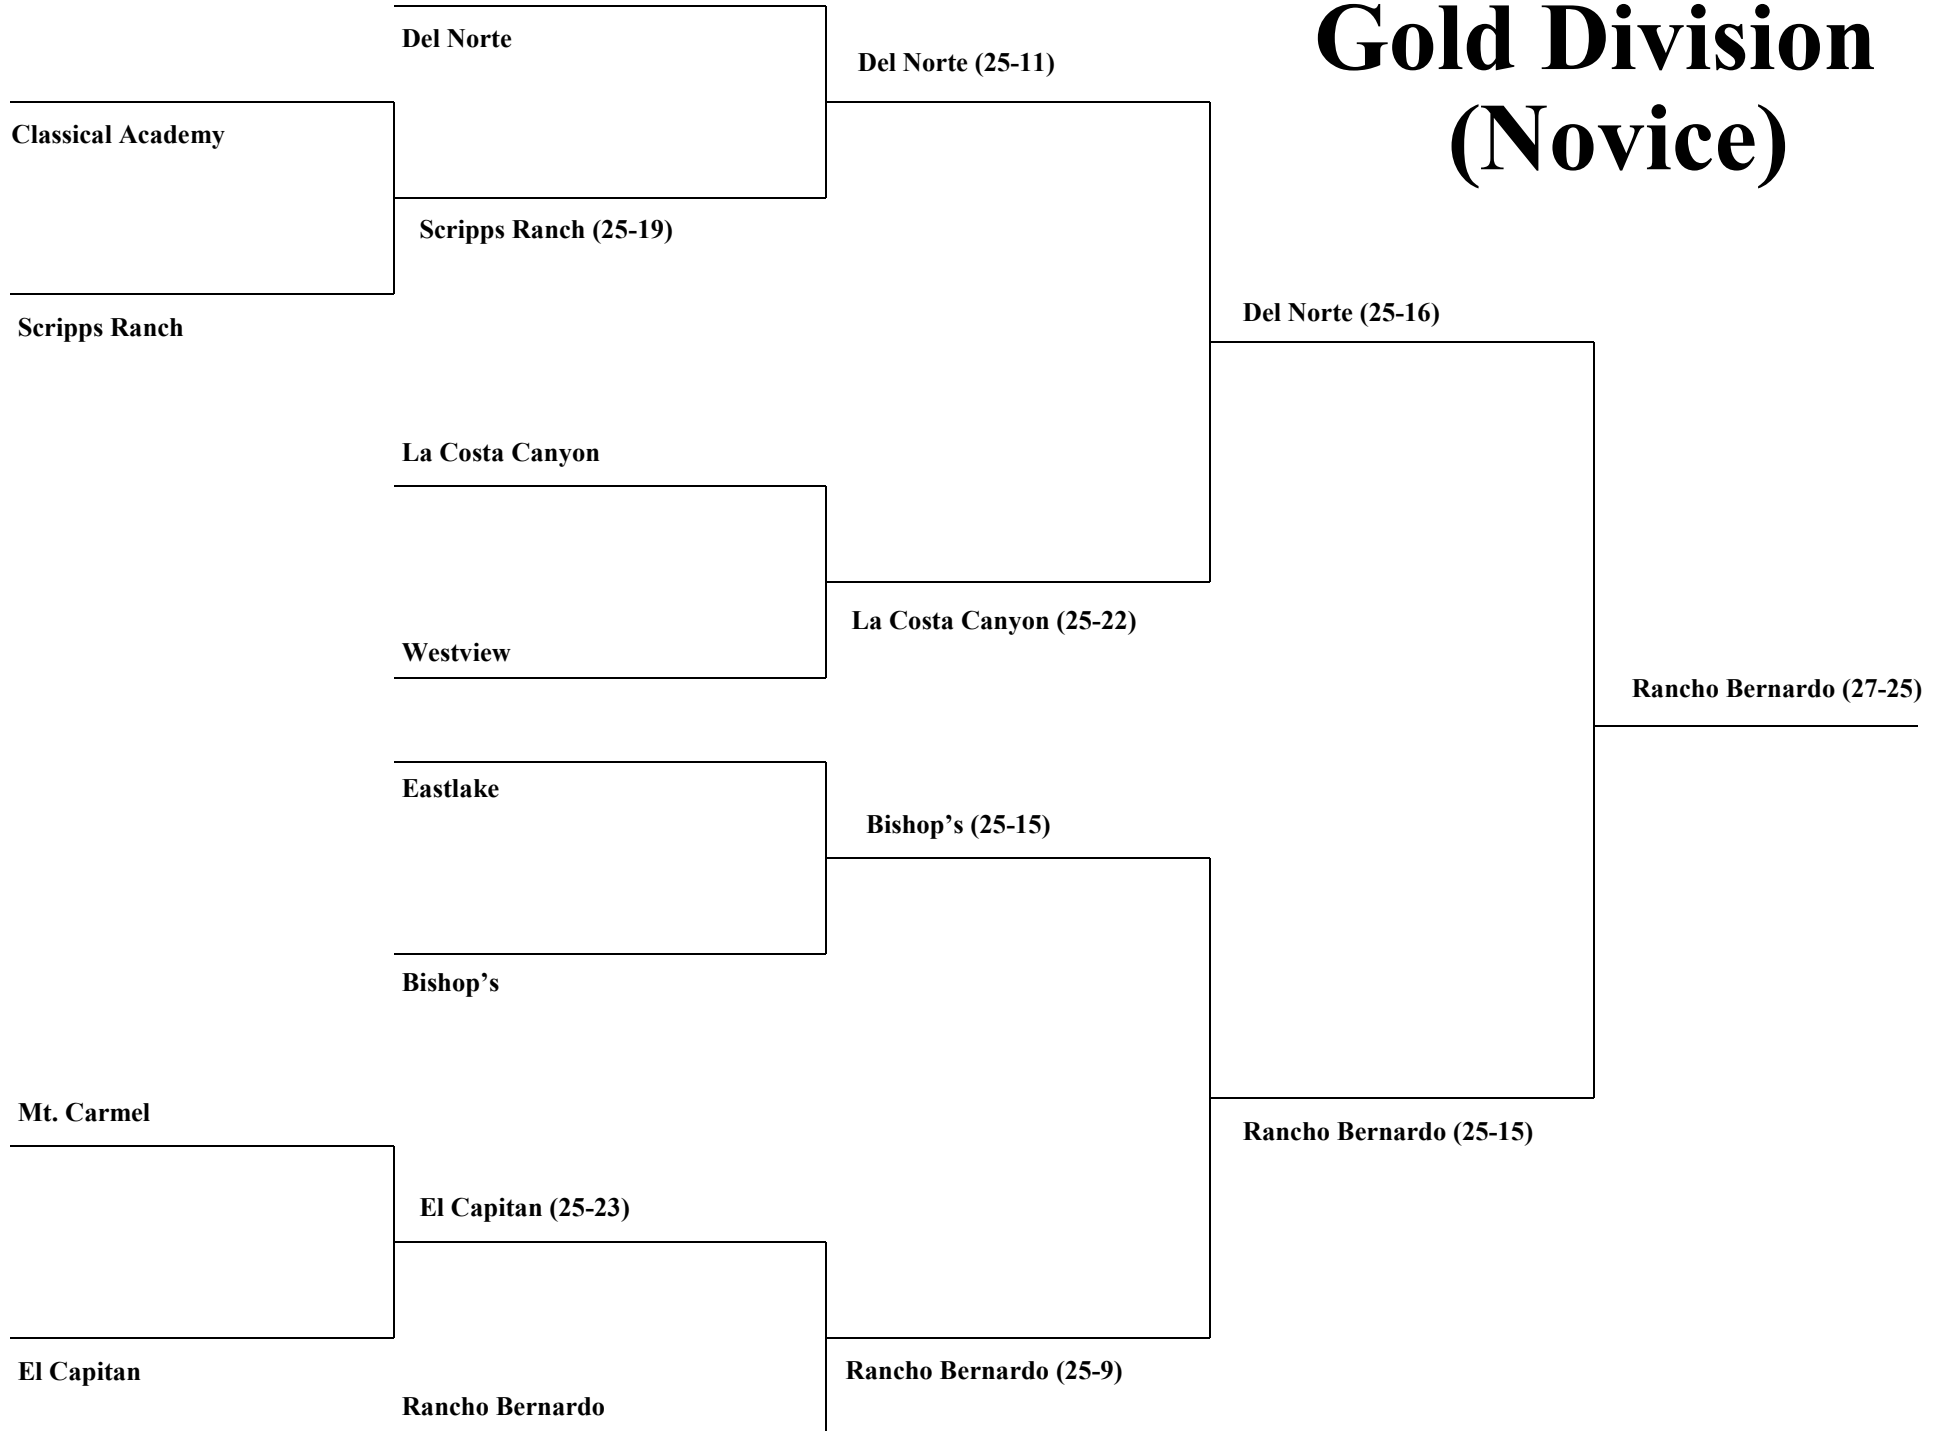 Gold Division
(Novice)
Del Norte
Del Norte (25-11)
Classical Academy
Scripps Ranch (25-19)
Scripps Ranch
Del Norte (25-16)
La Costa Canyon
La Costa Canyon (25-22)
Westview
Rancho Bernardo (27-25)
Eastlake
Bishop’s (25-15)
Bishop’s
Mt. Carmel
Rancho Bernardo (25-15)
El Capitan (25-23)
El Capitan
Rancho Bernardo (25-9)
Rancho Bernardo